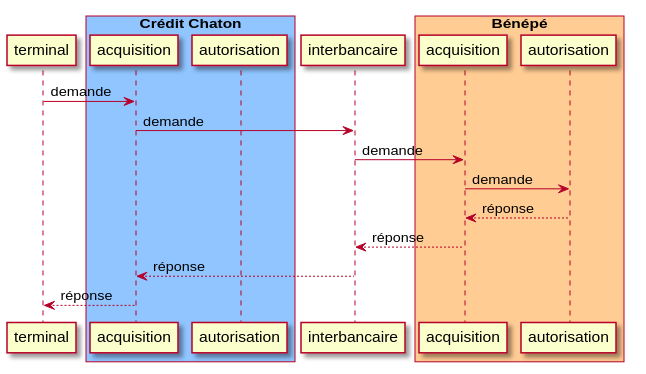 Crédit Chaton Bénépé
terminal acquisition autorisation interbancaire acquisition autorisation
demande
demande
demande
demande
réponse
réponse
réponse
réponse
terminal acquisition autorisation interbancaire acquisition autorisation